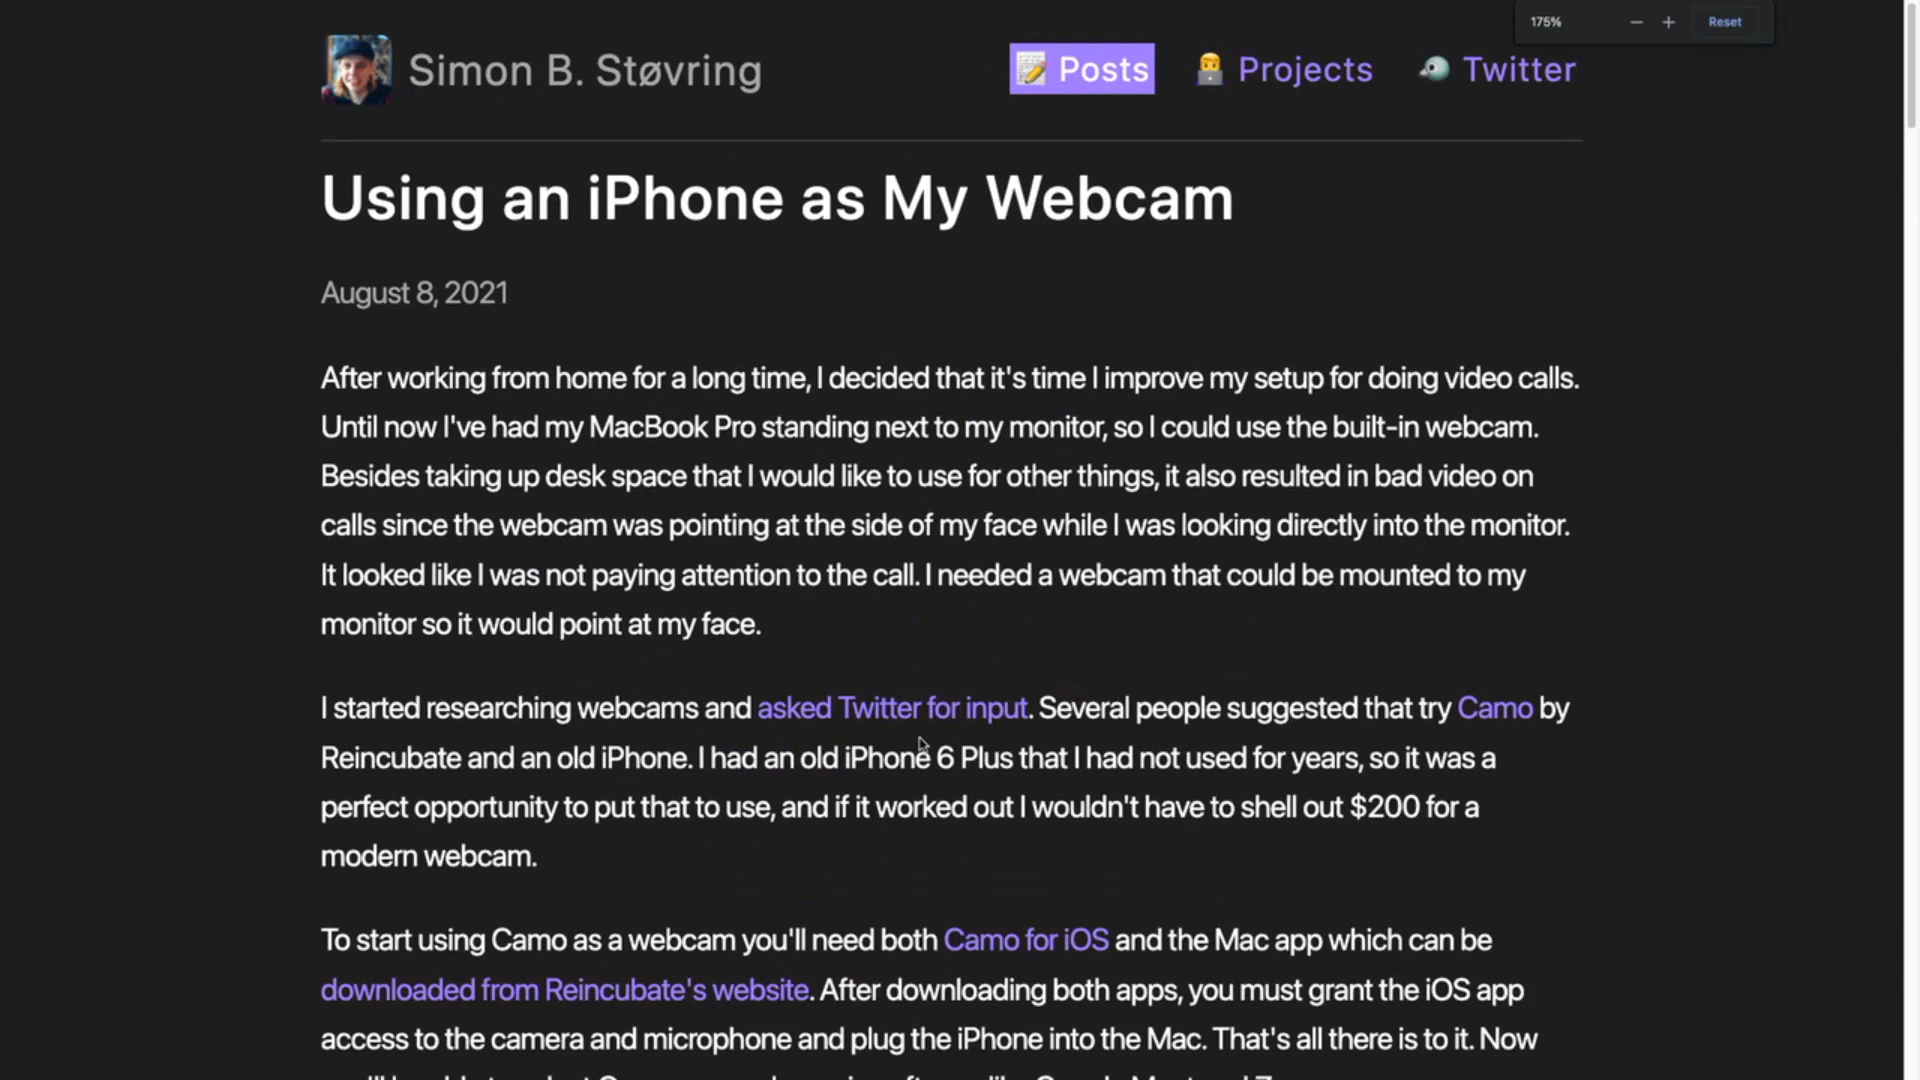 175% − + Reset
Simon B. Støvring
Posts Projects Twitter
Using an iPhone as My Webcam
August 8, 2021
After working from home for a long time, I decided that it's time I improve my setup for doing video calls.
Until now I've had my MacBook Pro standing next to my monitor, so I could use the built-in webcam.
Besides taking up desk space that I would like to use for other things, it also resulted in bad video on
calls since the webcam was pointing at the side of my face while I was looking directly into the monitor.
It looked like I was not paying attention to the call. I needed a webcam that could be mounted to my
monitor so it would point at my face.
I started researching webcams and asked Twitter for input. Several people suggested that try Camo by
Reincubate and an old iPhone. I had an old iPhone 6 Plus that I had not used for years, so it was a
perfect opportunity to put that to use, and if it worked out I wouldn't have to shell out $200 for a
modern webcam.
To start using Camo as a webcam you'll need both Camo for iOS and the Mac app which can be
downloaded from Reincubate's website. After downloading both apps, you must grant the iOS app
access to the camera and microphone and plug the iPhone into the Mac. That's all there is to it. Now